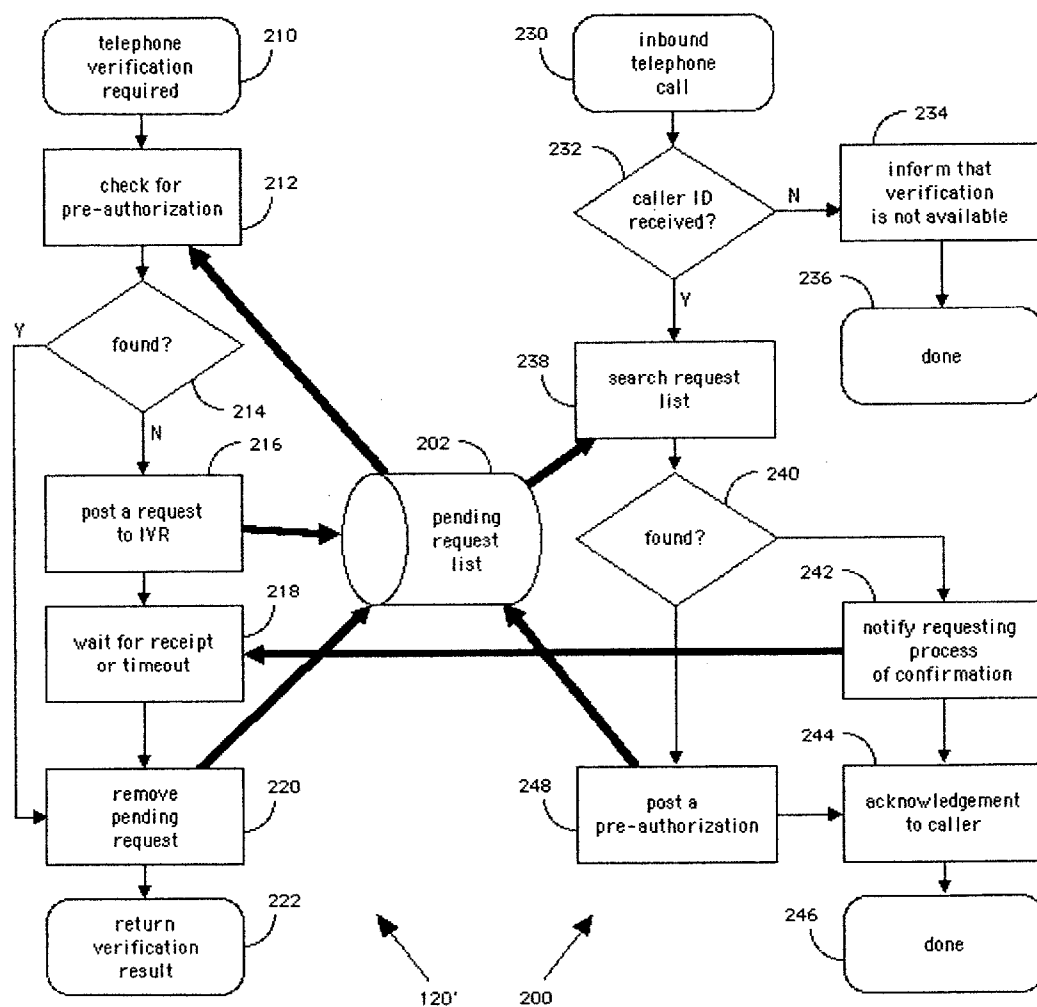 telephone
verification
required
210
check for
pre-authorization
212
found?
Y
214
N
216
post a request
to IVR
218
wait for receipt
or timeout
remove
pending
request
220
return
verification
result
222
202
pending
request
list
120'
200
230
inbound
telephone
call
232
caller ID
received?
N
Y
234
inform that
verification
is not available
236
done
238
search request
list
240
found?
242
notify requesting
process
of confirmation
244
acknowledgement
to caller
248
post a
pre-authorization
246
done